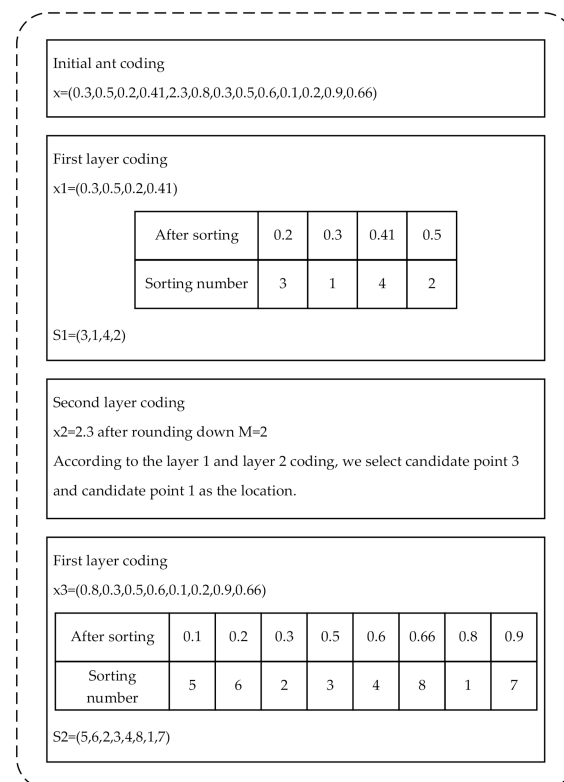 Initial ant coding
x=(0.3,0.5,0.2,0.41,2.3,0.8,0.3,0.5,0.6,0.1,0.2,0.9,0.66)
First layer coding
x1=(0.3,0.5,0.2,0.41)
After sorting 0.2 0.3 0.41 0.5
Sorting number 3 1 4 2
S1=(3,1,4,2)
Second layer coding
x2=2.3 after rounding down M=2
According to the layer 1 and layer 2 coding, we select candidate point 3
and candidate point 1 as the location.
First layer coding
x3=(0.8,0.3,0.5,0.6,0.1,0.2,0.9,0.66)
After sorting 0.1 0.2 0.3 0.5 0.6 0.66 0.8 0.9
Sorting
number 5 6 2 3 4 8 1 7
S2=(5,6,2,3,4,8,1,7)